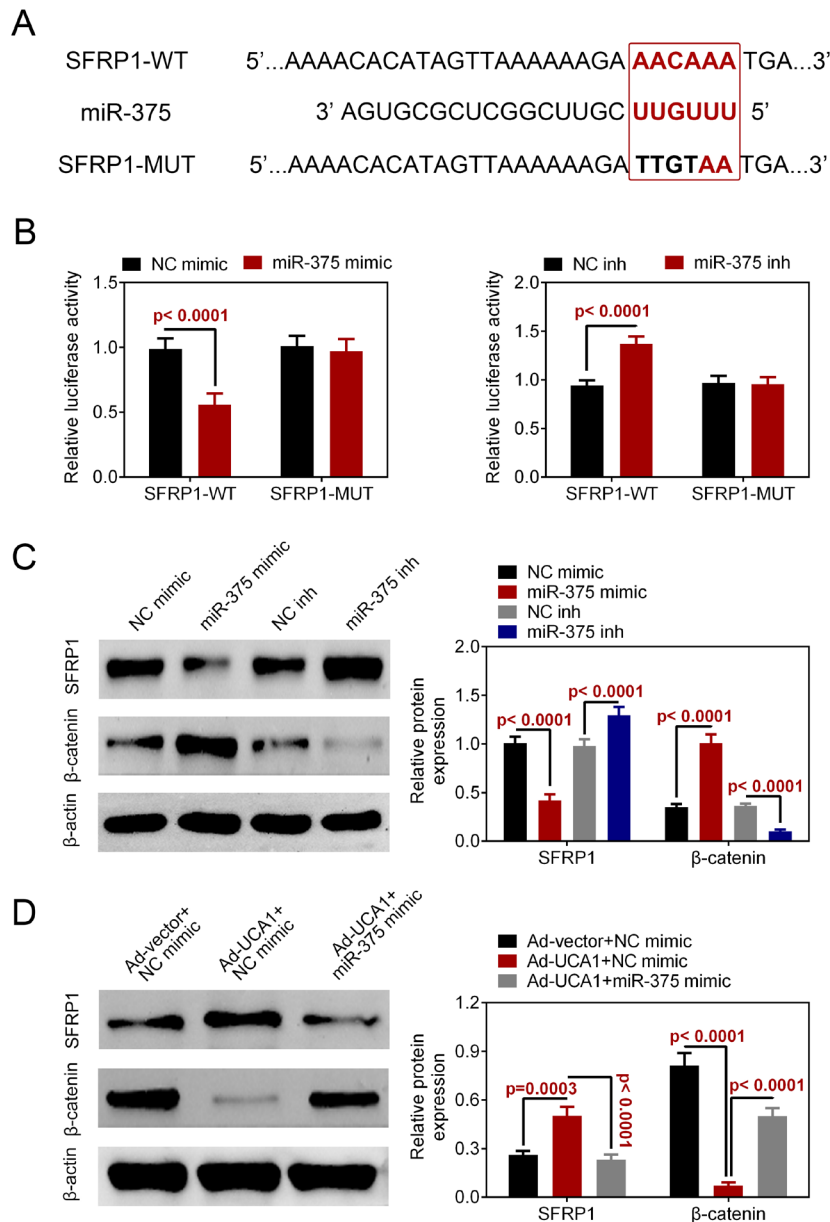 A
SFRP1-WT 5’...AAAACACATAGTTAAAAAAGA AACAAA TGA...3’
miR-375 3’ AGUGCGCUCGGCUUGC UUGUUU 5’
SFRP1-MUT 5’...AAAACACATAGTTAAAAAAGA TTGTAA TGA...3’
B
NC mimic miR-375 mimic
Relative luciferase activity
1.5
1.0
0.5
0.0
p< 0.0001
SFRP1-WT SFRP1-MUT
NC inh miR-375 inh
Relative luciferase activity
2.0
1.5
1.0
0.5
0.0
p< 0.0001
SFRP1-WT SFRP1-MUT
C
NC mimic
miR-375 mimic
NC inh
miR-375 inh
SFRP1
β-catenin
β-actin
NC mimic
miR-375 mimic
NC inh
miR-375 inh
Relative protein
expression
2.0
1.5
1.0
0.5
0.0
p< 0.0001
p< 0.0001
p< 0.0001
p< 0.0001
SFRP1 β-catenin
D
Ad-vector+
NC mimic
Ad-UCA1+
NC mimic
Ad-UCA1+
miR-375 mimic
SFRP1
β-catenin
β-actin
Ad-vector+NC mimic
Ad-UCA1+NC mimic
Ad-UCA1+miR-375 mimic
Relative protein
expression
1.2
0.9
0.6
0.3
0.0
p=0.0003
p< 0.0001
p< 0.0001
p< 0.0001
SFRP1 β-catenin